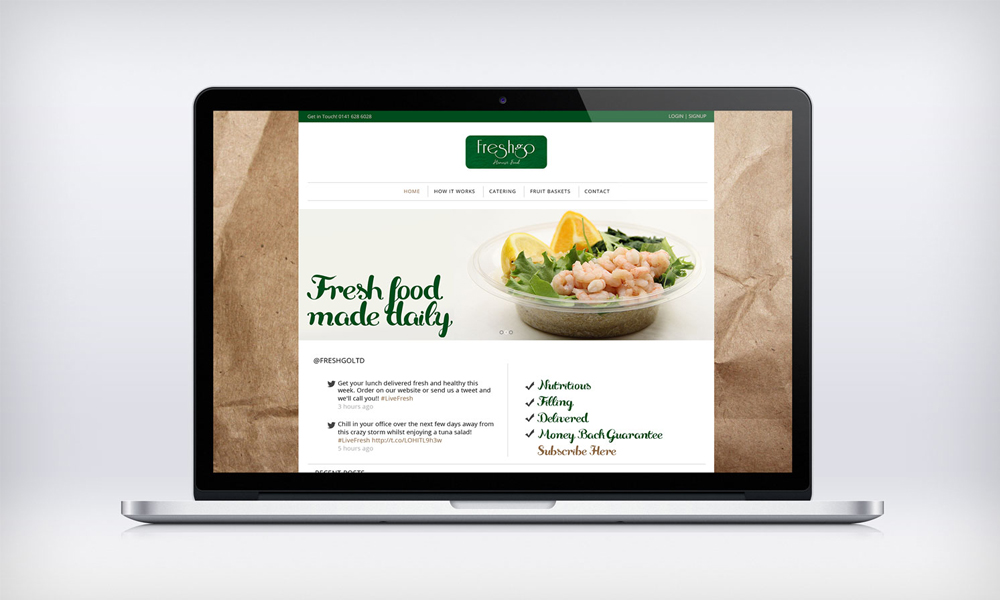 Get in Touch! 0141 628 6028
LOGIN | SIGNUP
Freshgo
HOME
HOW IT WORKS
CATERING
FRUIT BASKETS
CONTACT
Fresh food
made daily
@FRESHGOLTD
Get your lunch delivered fresh and healthy this
week. Order on our website or send us a tweet and
we'll call you!! #LiveFresh
3 hours ago
Chill in your office over the next few days away from
this crazy storm whilst enjoying a tuna salad!
#LiveFresh http://t.co/LOHITL9h3w
5 hours ago
Nutritious
Filling
Delivered
Money Back Guarantee
Subscribe Here
RECENT POSTS